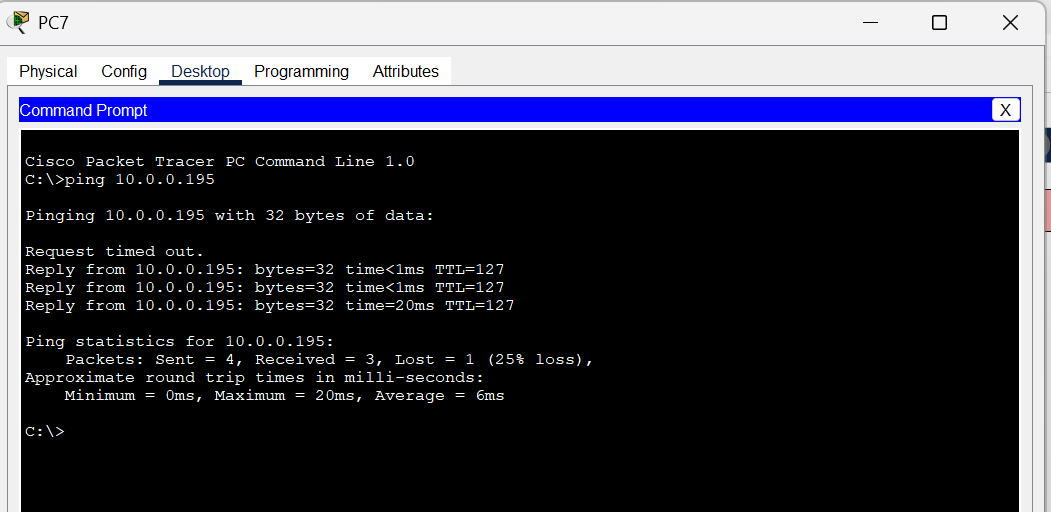 PC7
Physical Config Desktop Programming Attributes
Command Prompt X
Cisco Packet Tracer PC Command Line 1.0
C:\>ping 10.0.0.195
Pinging 10.0.0.195 with 32 bytes of data:
Request timed out.
Reply from 10.0.0.195: bytes=32 time<1ms TTL=127
Reply from 10.0.0.195: bytes=32 time<1ms TTL=127
Reply from 10.0.0.195: bytes=32 time=20ms TTL=127
Ping statistics for 10.0.0.195:
Packets: Sent = 4, Received = 3, Lost = 1 (25% loss),
Approximate round trip times in milli-seconds:
Minimum = 0ms, Maximum = 20ms, Average = 6ms
C:\>